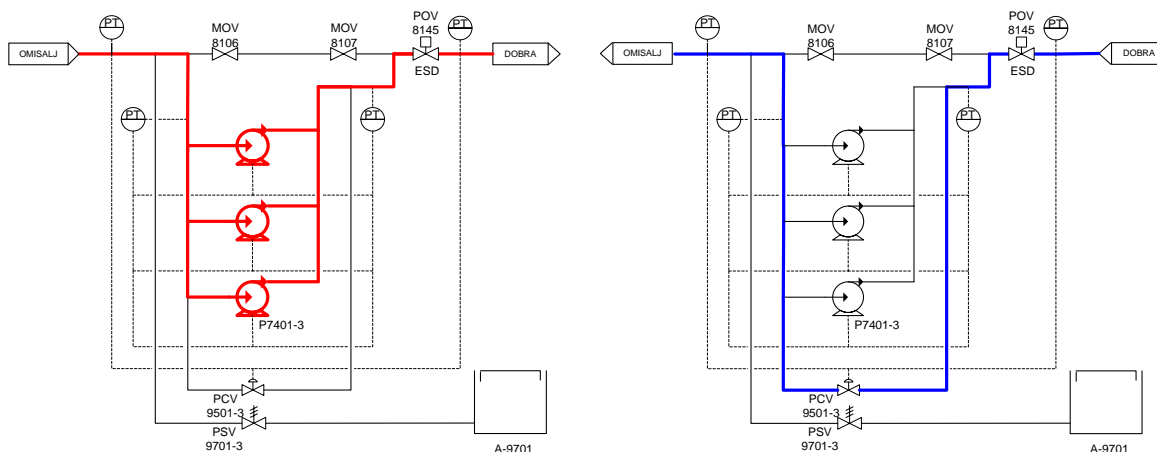 PT
MOV
8106
MOV
8107
POV
8145
PT
OMISALJ
DOBRA
ESD
PT
PT
P7401-3
PCV
9501-3
PSV
9701-3
A-9701
PT
MOV
8106
MOV
8107
POV
8145
PT
OMISALJ
DOBRA
ESD
PT
PT
P7401-3
PCV
9501-3
PSV
9701-3
A-9701